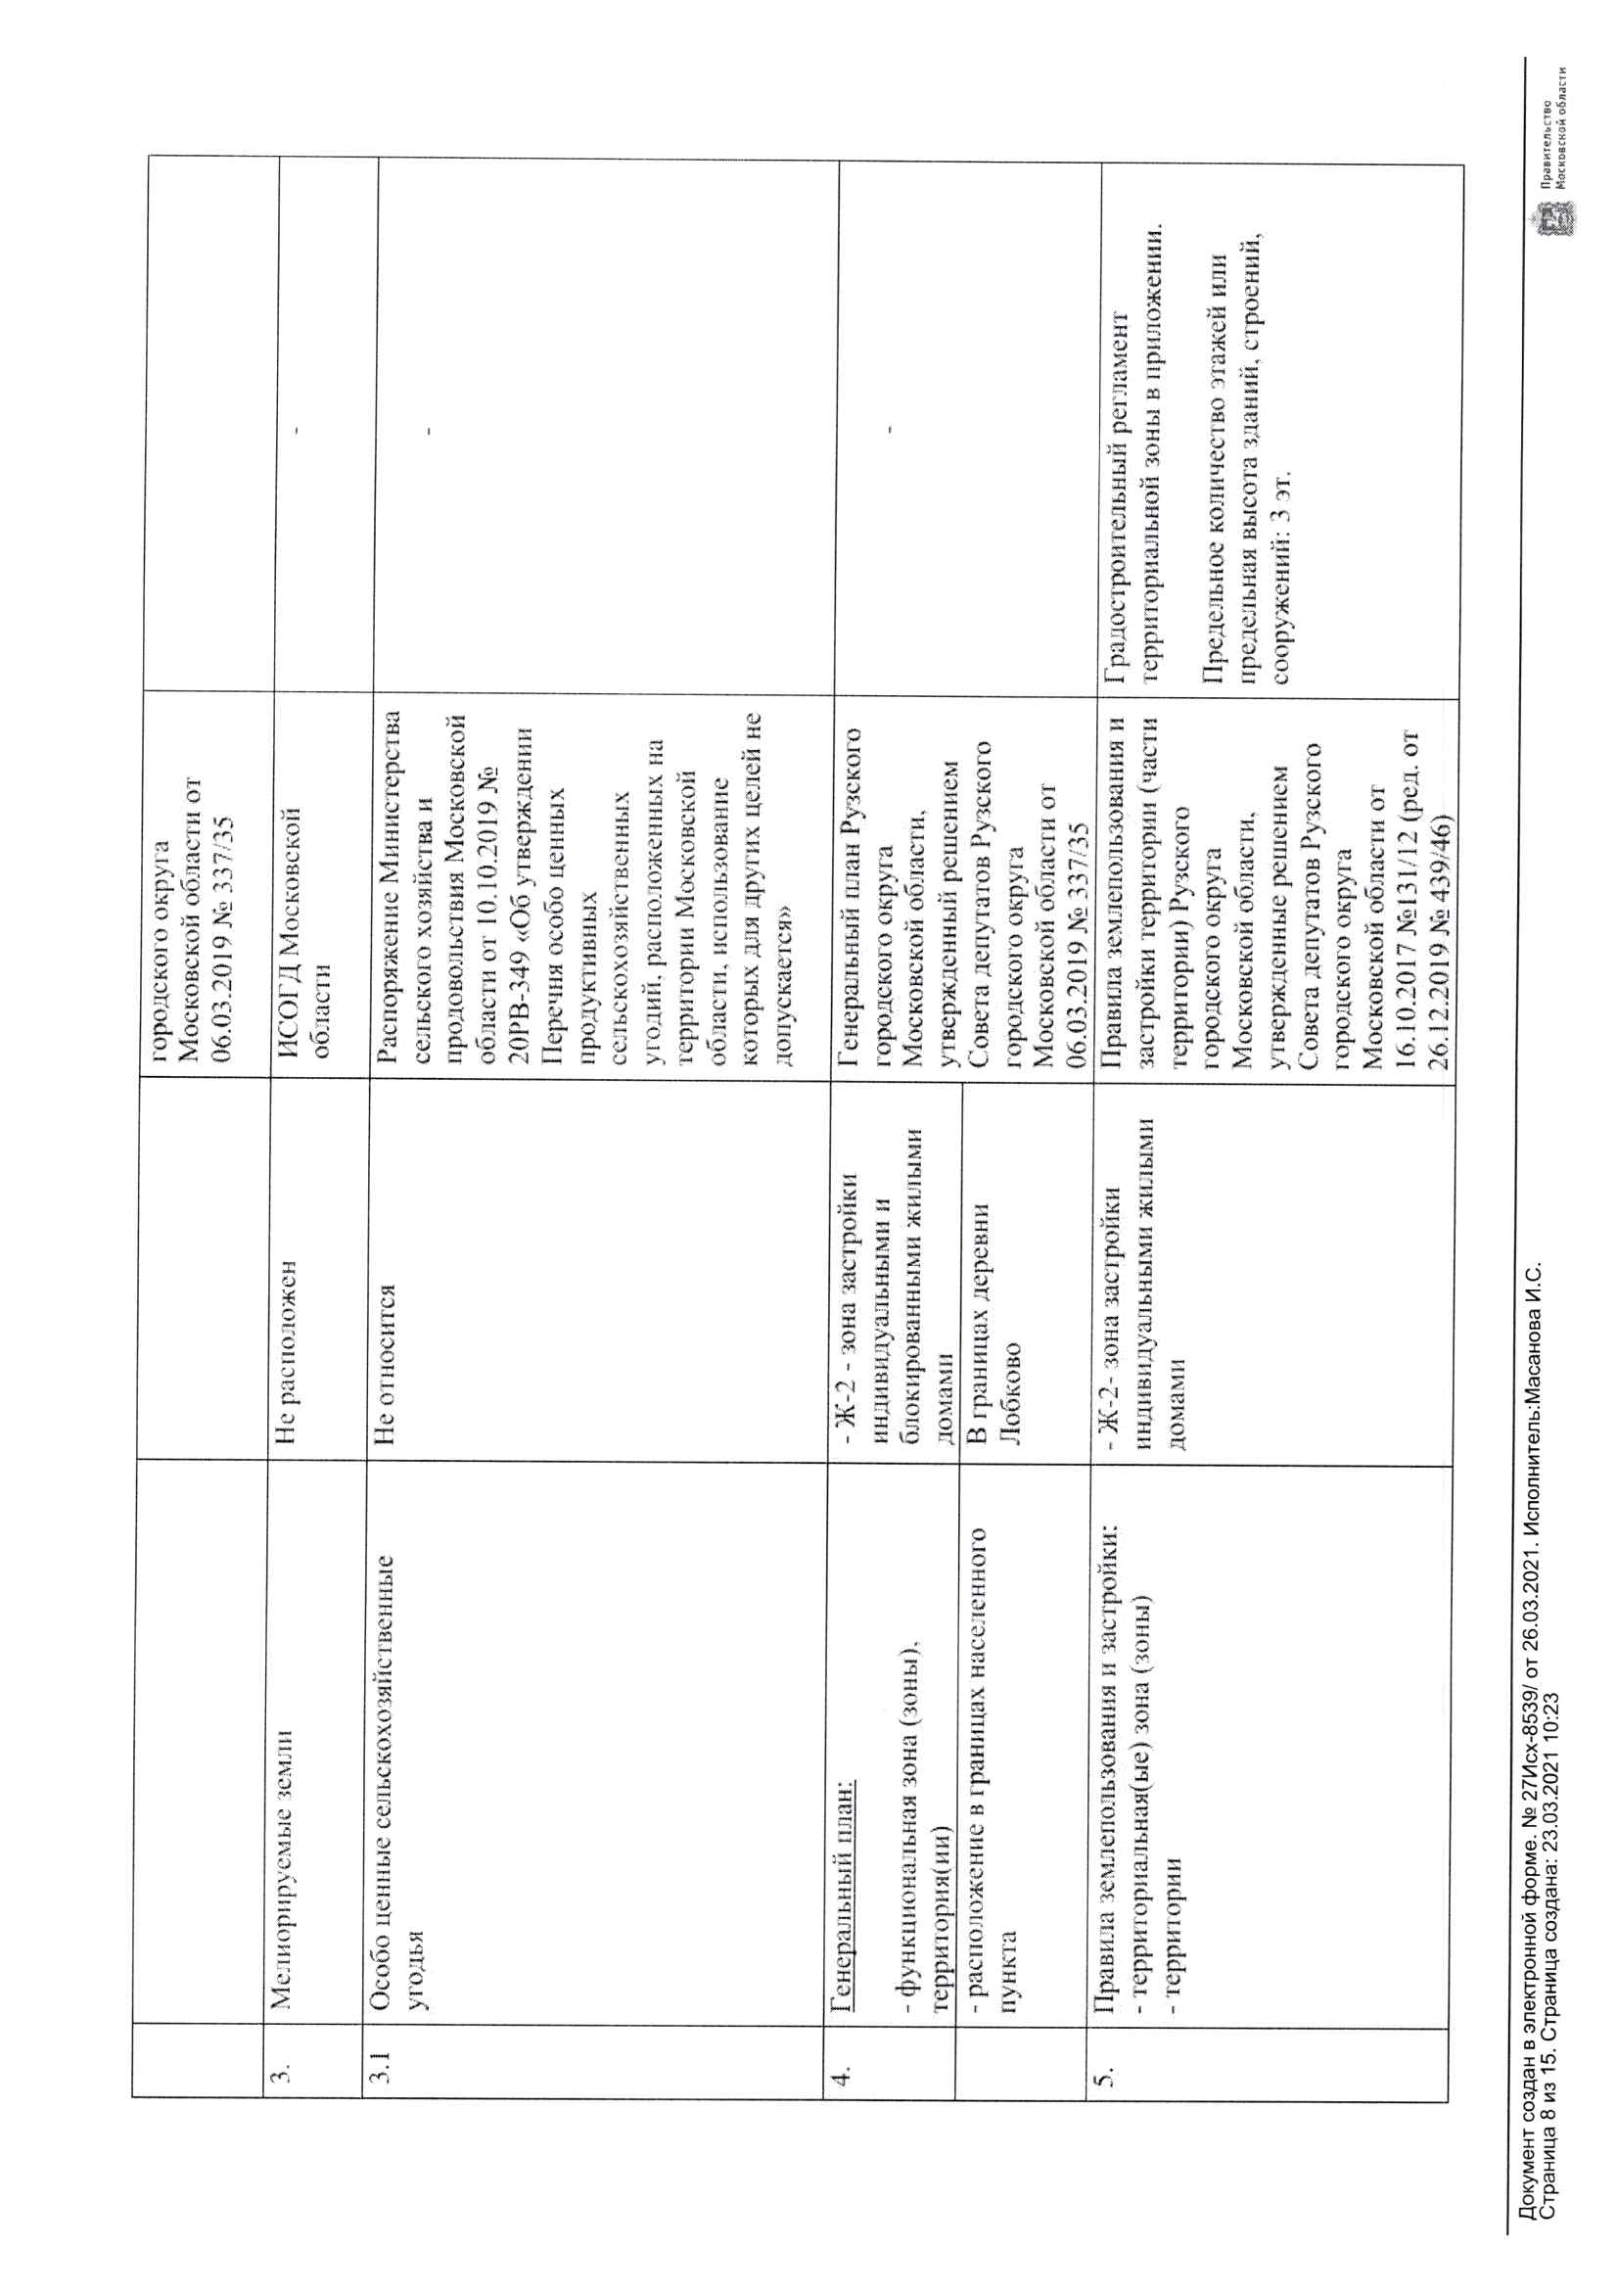 городского округа
Московской области от
06.03.2019 № 337/35
3.
Мелиорируемые земли
Не расположен
ИСОГД Московской
области
-
3.1
Особо ценные сельскохозяйственные
угодья
Не относится
Распоряжение Министерства
сельского хозяйства и
продовольствия Московской
области от 10.10.2019 №
20РВ-349 «Об утверждении
Перечня особо ценных
продуктивных
сельскохозяйственных
угодий, расположенных на
территории Московской
области, использование
которых для других целей не
допускается»
-
4.
Генеральный план:
- функциональная зона (зоны),
территория(ии)
- Ж-2 - зона застройки
индивидуальными и
блокированными жилыми
домами
- расположение в границах населенного
пункта
В границах деревни
Лобково
Генеральный план Рузского
городского округа
Московской области,
утвержденный решением
Совета депутатов Рузского
городского округа
Московской области от
06.03.2019 № 337/35
-
5.
Правила землепользования и застройки:
- территориальная(ые) зона (зоны)
- территории
- Ж-2- зона застройки
индивидуальными жилыми
домами
Правила землепользования и
застройки территории (части
территории) Рузского
городского округа
Московской области,
утвержденные решением
Совета депутатов Рузского
городского округа
Московской области от
16.10.2017 №131/12 (ред. от
26.12.2019 № 439/46)
Градостроительный регламент
территориальной зоны в приложении.
Предельное количество этажей или
предельная высота зданий, строений,
сооружений: 3 эт.
Документ создан в электронной форме. № 27Исх-8539/ от 26.03.2021. Исполнитель:Масанова И.С.
Страница 8 из 15. Страница создана: 23.03.2021 10:23
Правительство
Московской области